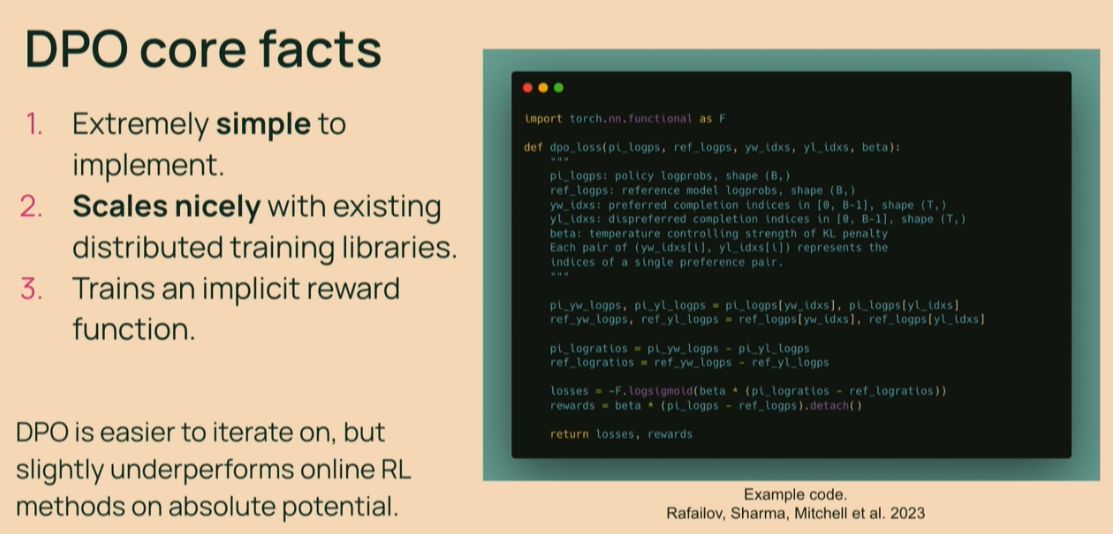 DPO core facts
1. Extremely simple to
implement.
2. Scales nicely with existing
distributed training libraries.
3. Trains an implicit reward
function.
DPO is easier to iterate on, but
slightly underperforms online RL
methods on absolute potential.
import torch.nn.functional as F
def dpo_loss(pi_logps, ref_logps, yw_idxs, yl_idxs, beta):
"""
pi_logps: policy logprobs, shape (B,)
ref_logps: reference model logprobs, shape (B,)
yw_idxs: preferred completion indices in [0, B-1], shape (T,)
yl_idxs: dispreferred completion indices in [0, B-1], shape (T,)
beta: temperature controlling strength of KL penalty
Each pair of (yw_idxs[i], yl_idxs[i]) represents the
indices of a single preference pair.
"""
pi_yw_logps, pi_yl_logps = pi_logps[yw_idxs], pi_logps[yl_idxs]
ref_yw_logps, ref_yl_logps = ref_logps[yw_idxs], ref_logps[yl_idxs]
pi_logratios = pi_yw_logps - pi_yl_logps
ref_logratios = ref_yw_logps - ref_yl_logps
losses = -F.logsigmoid(beta * (pi_logratios - ref_logratios))
rewards = beta * (pi_logps - ref_logps).detach()
return losses, rewards
Example code.
Rafailov, Sharma, Mitchell et al. 2023